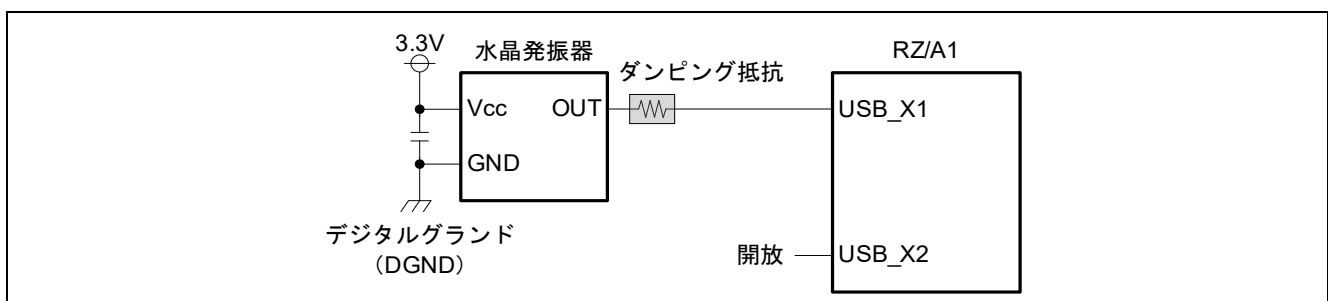 3.3V
水晶発振器
RZ/A1
ダンピング抵抗
Vcc
OUT
USB_X1
GND
デジタルグランド
（DGND）
開放
USB_X2